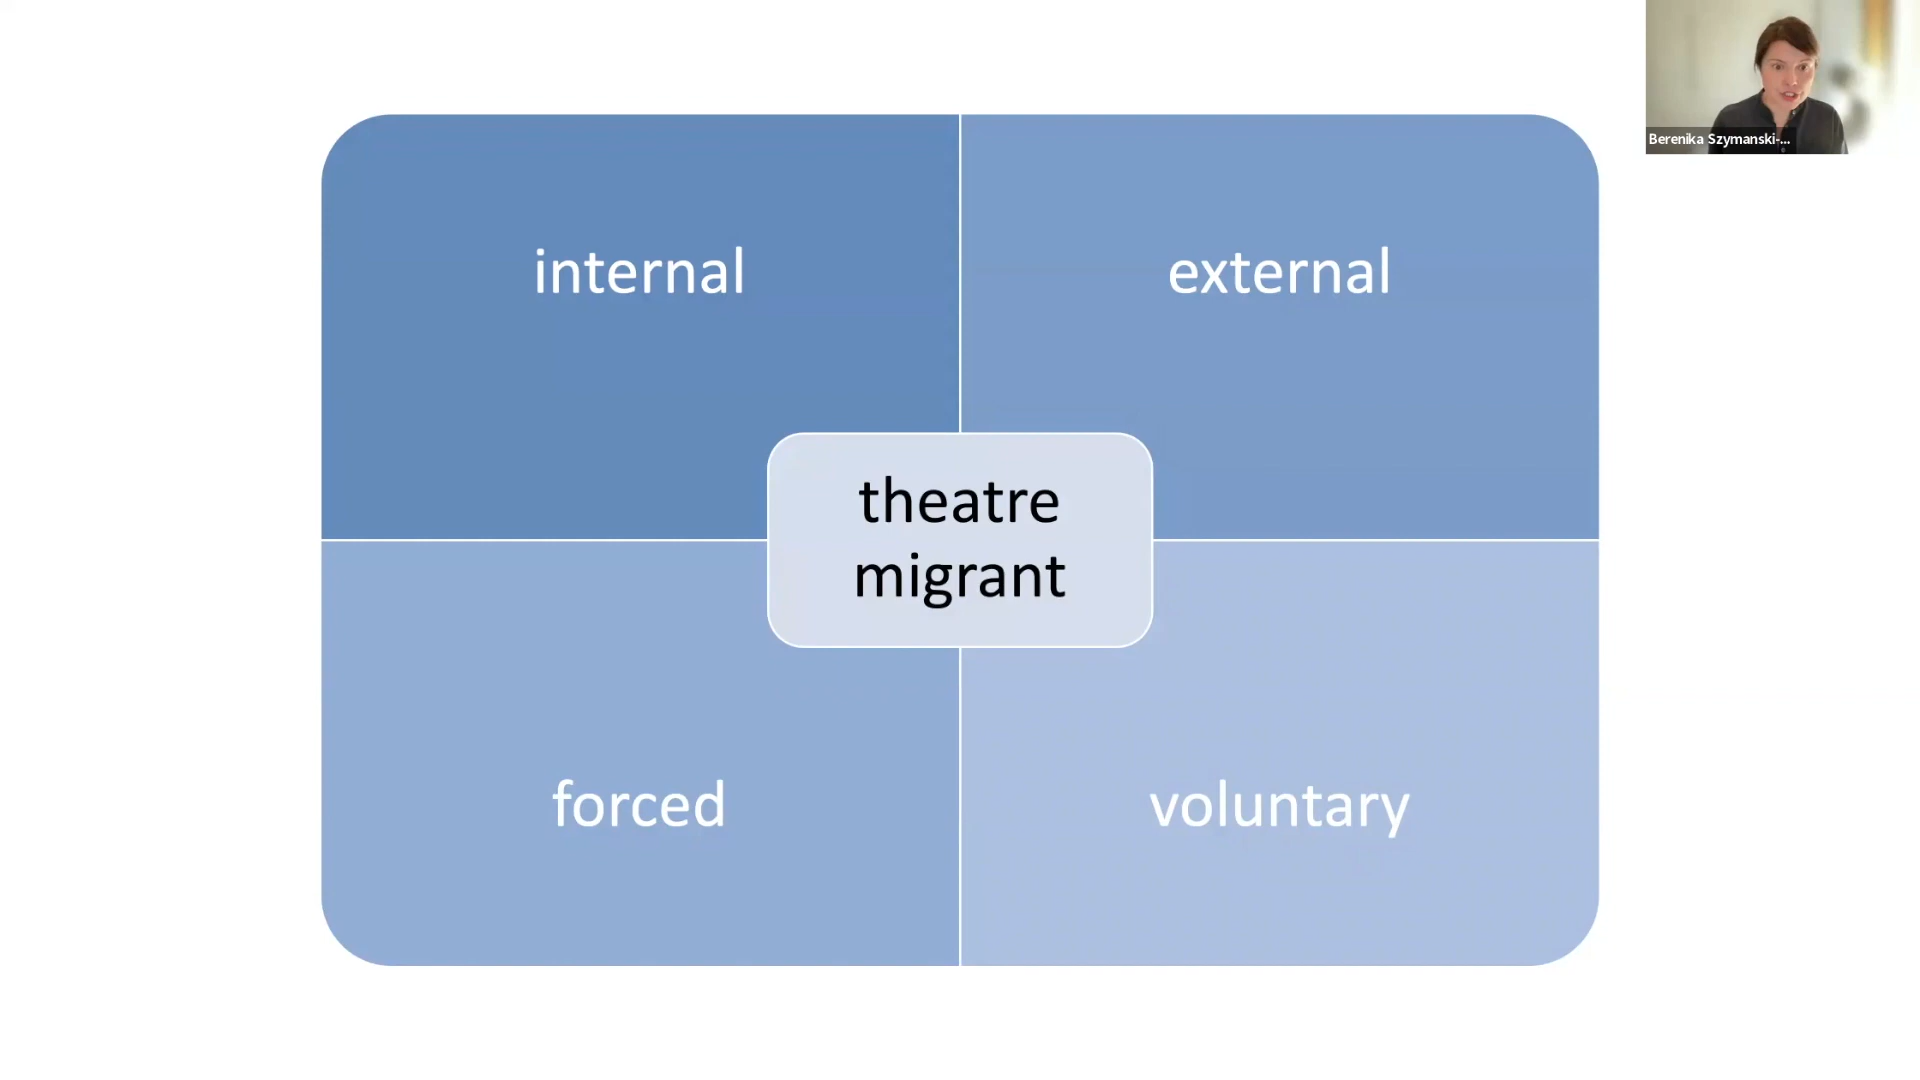 Berenika Szymanski-...
internal
external
theatre
migrant
forced
voluntary